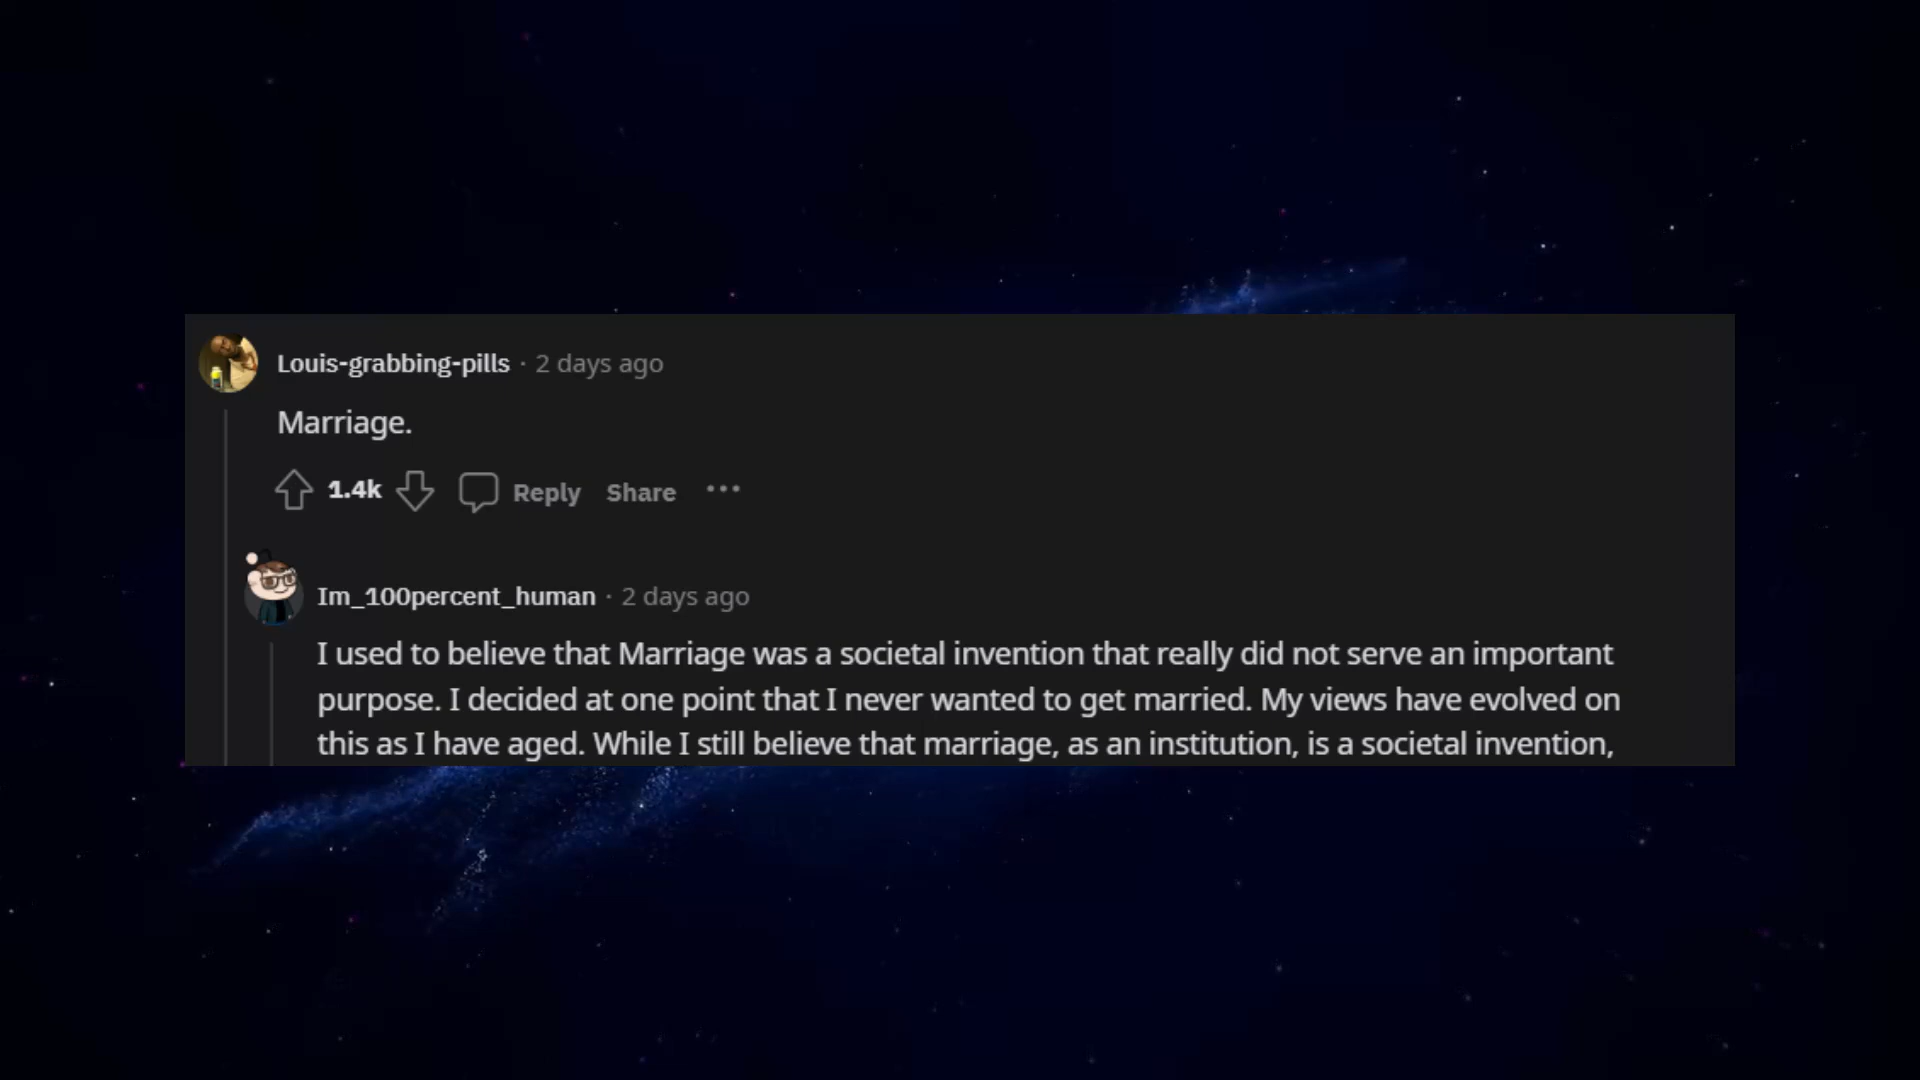 Louis-grabbing-pills · 2 days ago
Marriage.
1.4k Reply Share ···
Im_100percent_human · 2 days ago
I used to believe that Marriage was a societal invention that really did not serve an important
purpose. I decided at one point that I never wanted to get married. My views have evolved on
this as I have aged. While I still believe that marriage, as an institution, is a societal invention,